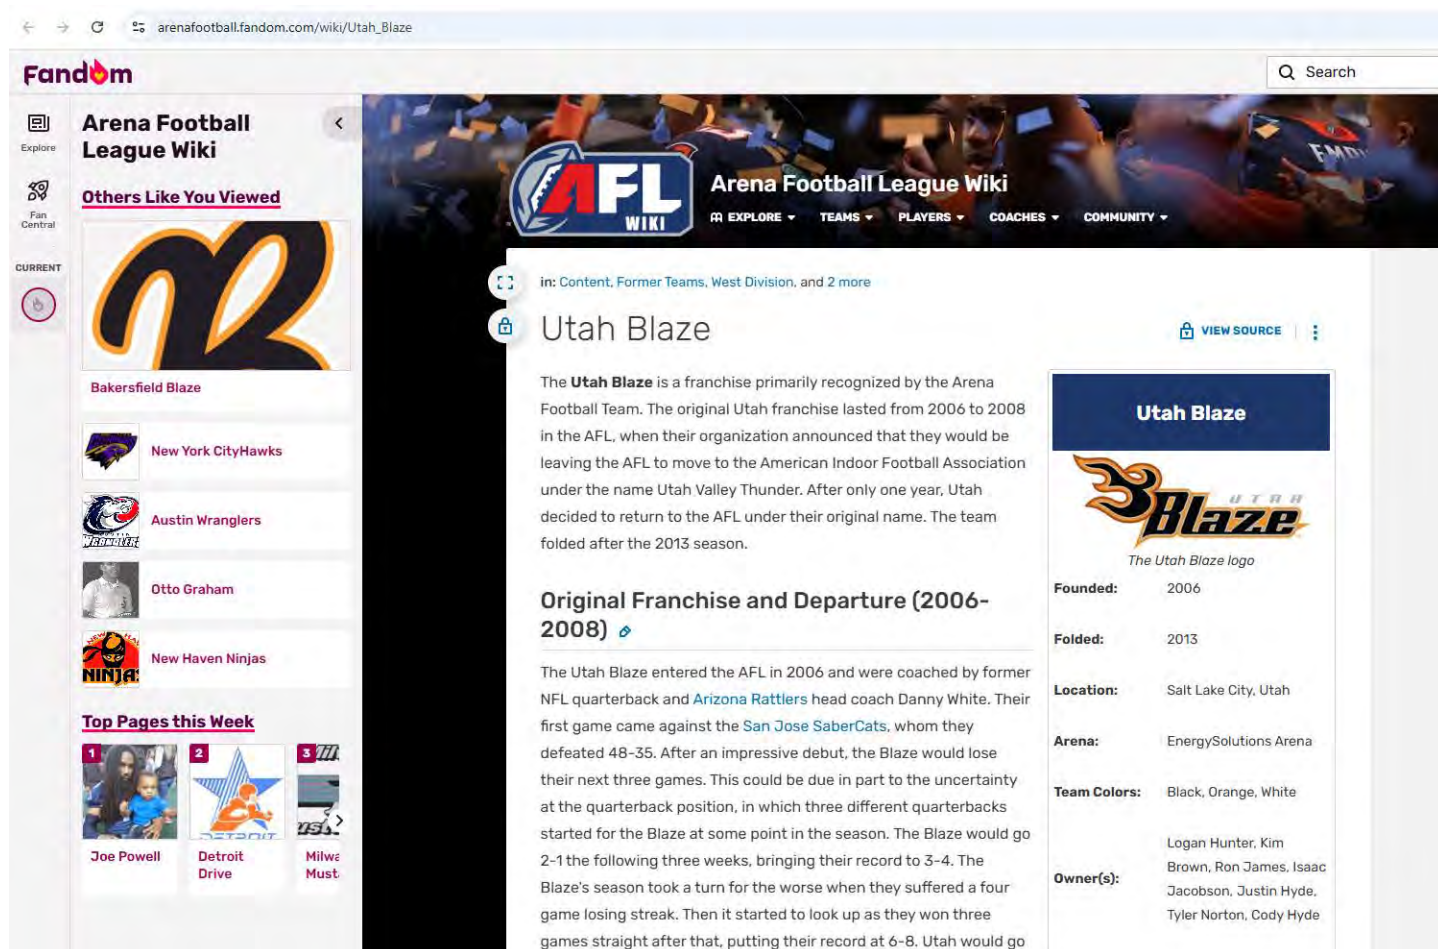 arenafootball.fandom.com/wiki/Utah_Blaze
Fandom
Search
Explore
Fan
Central
CURRENT
Arena Football
League Wiki
Others Like You Viewed
Bakersfield Blaze
New York CityHawks
Austin Wranglers
Otto Graham
New Haven Ninjas
Top Pages this Week
1
2
3
DETROIT
Joe Powell
Detroit
Drive
Milwa
Musta
AFL
WIKI
Arena Football League Wiki
EXPLORE
TEAMS
PLAYERS
COACHES
COMMUNITY
in: Content, Former Teams, West Division, and 2 more
Utah Blaze
VIEW SOURCE
The Utah Blaze is a franchise primarily recognized by the Arena
Football Team. The original Utah franchise lasted from 2006 to 2008
in the AFL, when their organization announced that they would be
leaving the AFL to move to the American Indoor Football Association
under the name Utah Valley Thunder. After only one year, Utah
decided to return to the AFL under their original name. The team
folded after the 2013 season.
Original Franchise and Departure (2006-
2008)
The Utah Blaze entered the AFL in 2006 and were coached by former
NFL quarterback and Arizona Rattlers head coach Danny White. Their
first game came against the San Jose SaberCats, whom they
defeated 48-35. After an impressive debut, the Blaze would lose
their next three games. This could be due in part to the uncertainty
at the quarterback position, in which three different quarterbacks
started for the Blaze at some point in the season. The Blaze would go
2-1 the following three weeks, bringing their record to 3-4. The
Blaze's season took a turn for the worse when they suffered a four
game losing streak. Then it started to look up as they won three
games straight after that, putting their record at 6-8. Utah would go
Utah Blaze
UTAH
Blaze
The Utah Blaze logo
Founded: 2006
Folded: 2013
Location: Salt Lake City, Utah
Arena: EnergySolutions Arena
Team Colors: Black, Orange, White
Owner(s): Logan Hunter, Kim
Brown, Ron James, Isaac
Jacobson, Justin Hyde,
Tyler Norton, Cody Hyde